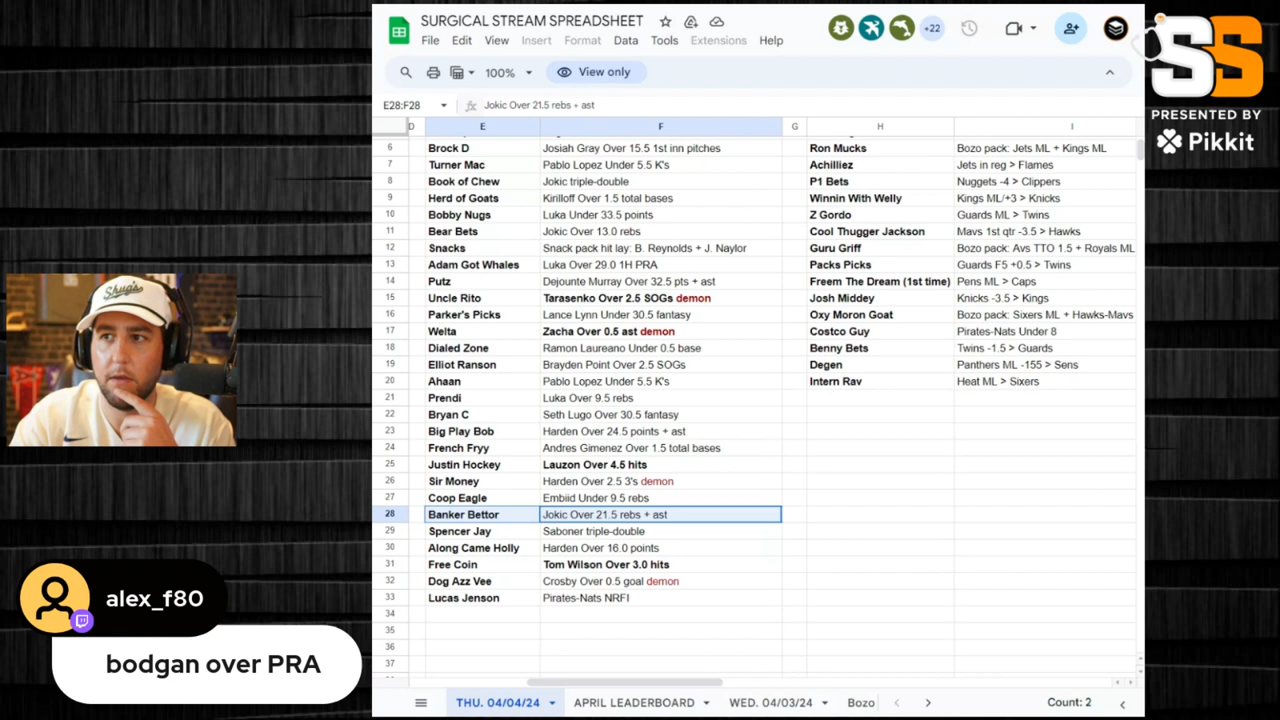 SURGICAL STREAM SPREADSHEET
File Edit View Insert Format Data Tools Extensions Help
+22
100% View only
E28:F28 fx Jokic Over 21.5 rebs + ast
D E F G H I
6 Brock D Josiah Gray Over 15.5 1st inn pitches Ron Mucks Bozo pack: Jets ML + Kings ML
7 Turner Mac Pablo Lopez Under 5.5 K's Achilliez Jets in reg > Flames
8 Book of Chew Jokic triple-double P1 Bets Nuggets -4 > Clippers
9 Herd of Goats Kirilloff Over 1.5 total bases Winnin With Welly Kings ML/+3 > Knicks
10 Bobby Nugs Luka Under 33.5 points Z Gordo Guards ML > Twins
11 Bear Bets Jokic Over 13.0 rebs Cool Thugger Jackson Mavs 1st qtr -3.5 > Hawks
12 Snacks Snack pack hit lay: B. Reynolds + J. Naylor Guru Griff Bozo pack: Avs TTO 1.5 + Royals ML
13 Adam Got Whales Luka Over 29.0 1H PRA Packs Picks Guards F5 +0.5 > Twins
14 Putz Dejounte Murray Over 32.5 pts + ast Freem The Dream (1st time) Pens ML > Caps
15 Uncle Rito Tarasenko Over 2.5 SOGs demon Josh Middey Knicks -3.5 > Kings
16 Parker's Picks Lance Lynn Under 30.5 fantasy Oxy Moron Goat Bozo pack: Sixers ML + Hawks-Mavs
17 Welta Zacha Over 0.5 ast demon Costco Guy Pirates-Nats Under 8
18 Dialed Zone Ramon Laureano Under 0.5 base Benny Bets Twins -1.5 > Guards
19 Elliot Ranson Brayden Point Over 2.5 SOGs Degen Panthers ML -155 > Sens
20 Ahaan Pablo Lopez Under 5.5 K's Intern Rav Heat ML > Sixers
21 Prendi Luka Over 9.5 rebs
22 Bryan C Seth Lugo Over 30.5 fantasy
23 Big Play Bob Harden Over 24.5 points + ast
24 French Fryy Andres Gimenez Over 1.5 total bases
25 Justin Hockey Lauzon Over 4.5 hits
26 Sir Money Harden Over 2.5 3's demon
27 Coop Eagle Embiid Under 9.5 rebs
28 Banker Bettor Jokic Over 21.5 rebs + ast
29 Spencer Jay Saboner triple-double
30 Along Came Holly Harden Over 16.0 points
31 Free Coin Tom Wilson Over 3.0 hits
32 Dog Azz Vee Crosby Over 0.5 goal demon
33 Lucas Jenson Pirates-Nats NRFI
34
35
36
37
THU. 04/04/24 APRIL LEADERBOARD WED. 04/03/24 Bozo Count: 2
SS
PRESENTED BY
Pikkit
Shug's
alex_f80
bodgan over PRA